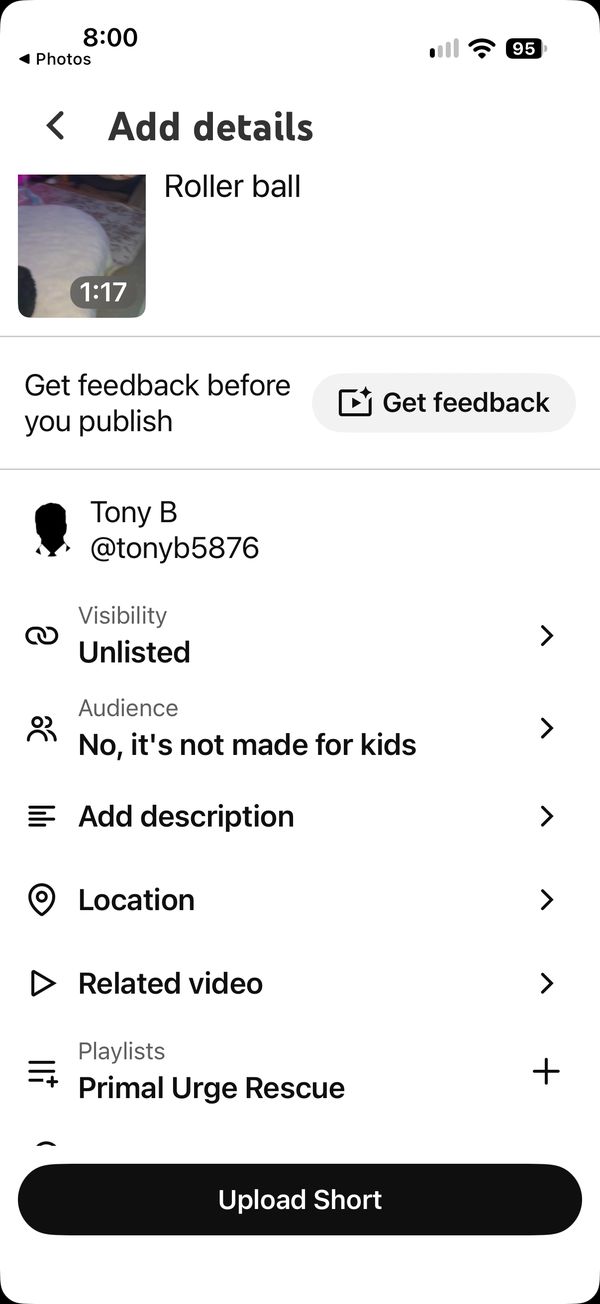 8:00
◀ Photos
95
Add details
Roller ball
1:17
Get feedback before
you publish
Get feedback
Tony B
@tonyb5876
Visibility
Unlisted
Audience
No, it's not made for kids
Add description
Location
Related video
Playlists
Primal Urge Rescue
Upload Short